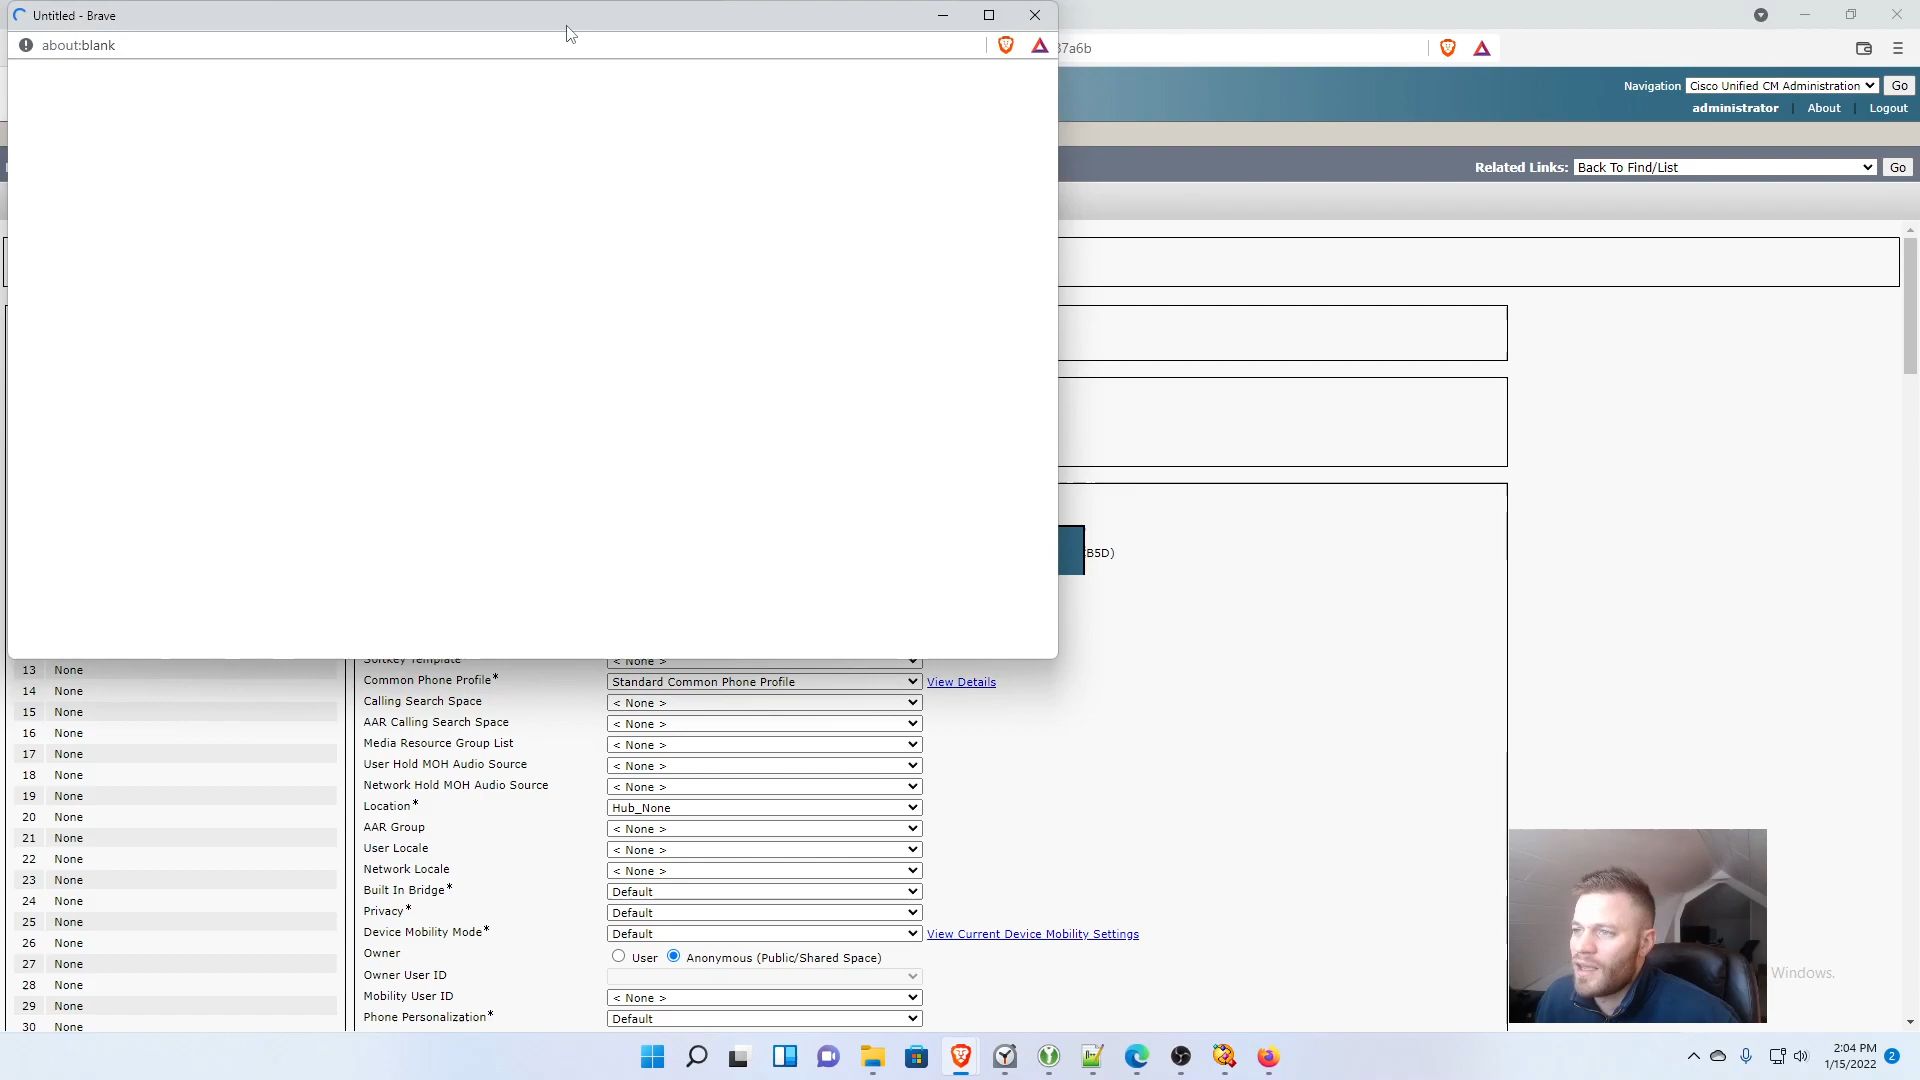 Untitled - Brave
about:blank
37a6b
Navigation Cisco Unified CM Administration Go
administrator | About | Logout
Related Links: Back To Find/List Go
B5D)
Softkey Template < None >
Common Phone Profile* Standard Common Phone Profile View Details
Calling Search Space < None >
AAR Calling Search Space < None >
Media Resource Group List < None >
User Hold MOH Audio Source < None >
Network Hold MOH Audio Source < None >
Location* Hub_None
AAR Group < None >
User Locale < None >
Network Locale < None >
Built In Bridge* Default
Privacy* Default
Device Mobility Mode* Default View Current Device Mobility Settings
Owner User Anonymous (Public/Shared Space)
Owner User ID
Mobility User ID < None >
Phone Personalization* Default
13 None
14 None
15 None
16 None
17 None
18 None
19 None
20 None
21 None
22 None
23 None
24 None
25 None
26 None
27 None
28 None
29 None
30 None
Windows.
2:04 PM
1/15/2022
2